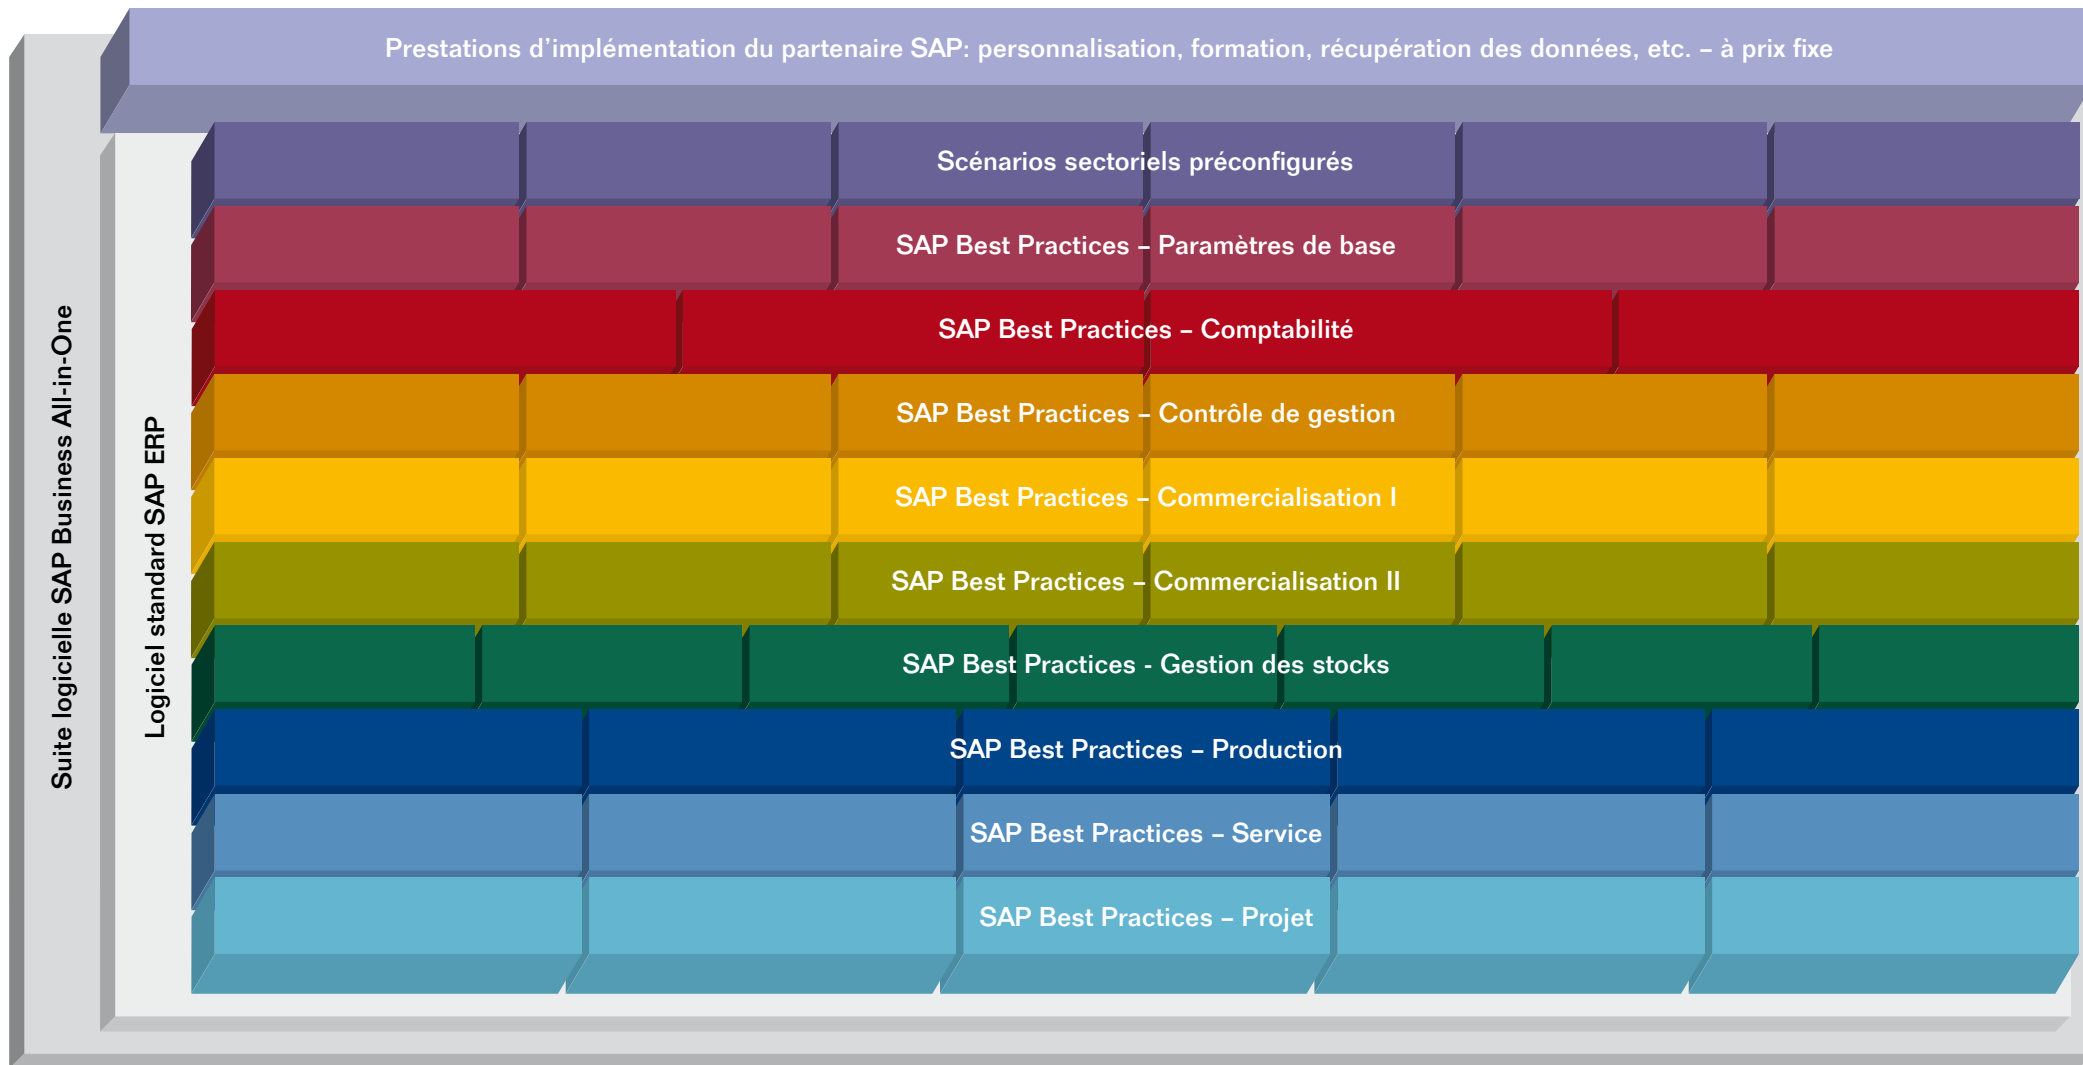 Prestations d’implémentation du partenaire SAP: personnalisation, formation, récupération des données, etc. – à prix fixe
Suite logicielle SAP Business All-in-One
Logiciel standard SAP ERP
Scénarios sectoriels préconfigurés
SAP Best Practices – Paramètres de base
SAP Best Practices – Comptabilité
SAP Best Practices – Contrôle de gestion
SAP Best Practices – Commercialisation I
SAP Best Practices – Commercialisation II
SAP Best Practices - Gestion des stocks
SAP Best Practices – Production
SAP Best Practices – Service
SAP Best Practices – Projet